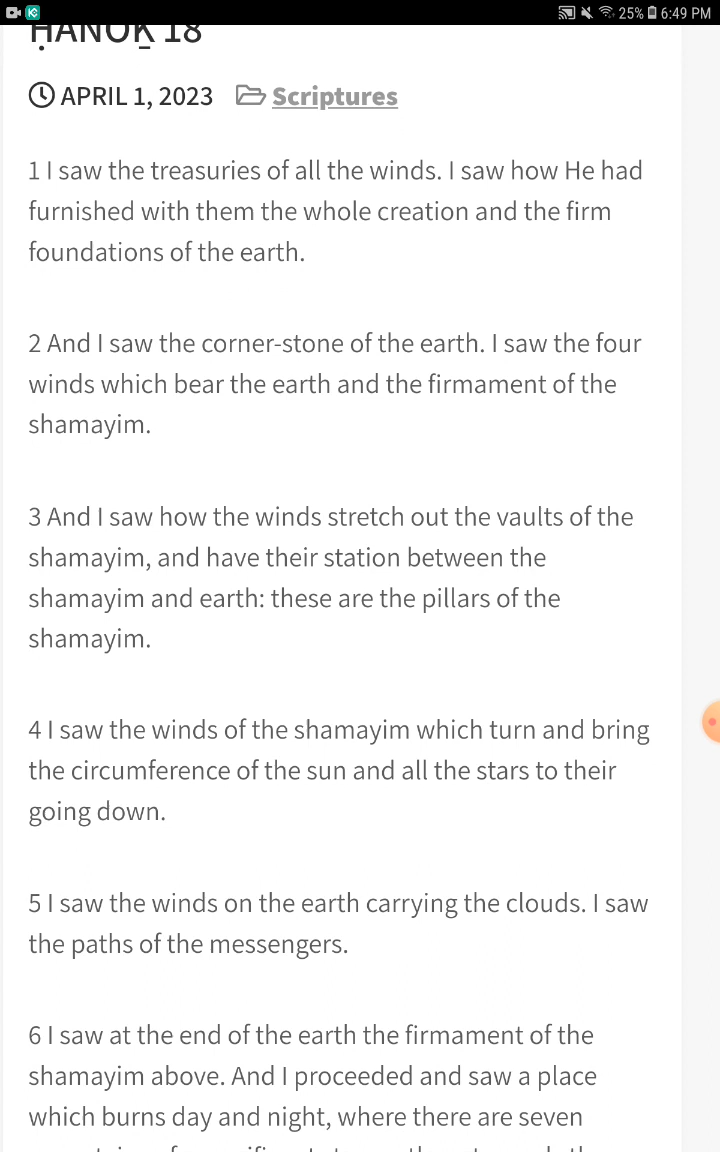 25% 6:49 PM
ḤANOḴ 18
APRIL 1, 2023 Scriptures
1 I saw the treasuries of all the winds. I saw how He had
furnished with them the whole creation and the firm
foundations of the earth.
2 And I saw the corner-stone of the earth. I saw the four
winds which bear the earth and the firmament of the
shamayim.
3 And I saw how the winds stretch out the vaults of the
shamayim, and have their station between the
shamayim and earth: these are the pillars of the
shamayim.
4 I saw the winds of the shamayim which turn and bring
the circumference of the sun and all the stars to their
going down.
5 I saw the winds on the earth carrying the clouds. I saw
the paths of the messengers.
6 I saw at the end of the earth the firmament of the
shamayim above. And I proceeded and saw a place
which burns day and night, where there are seven